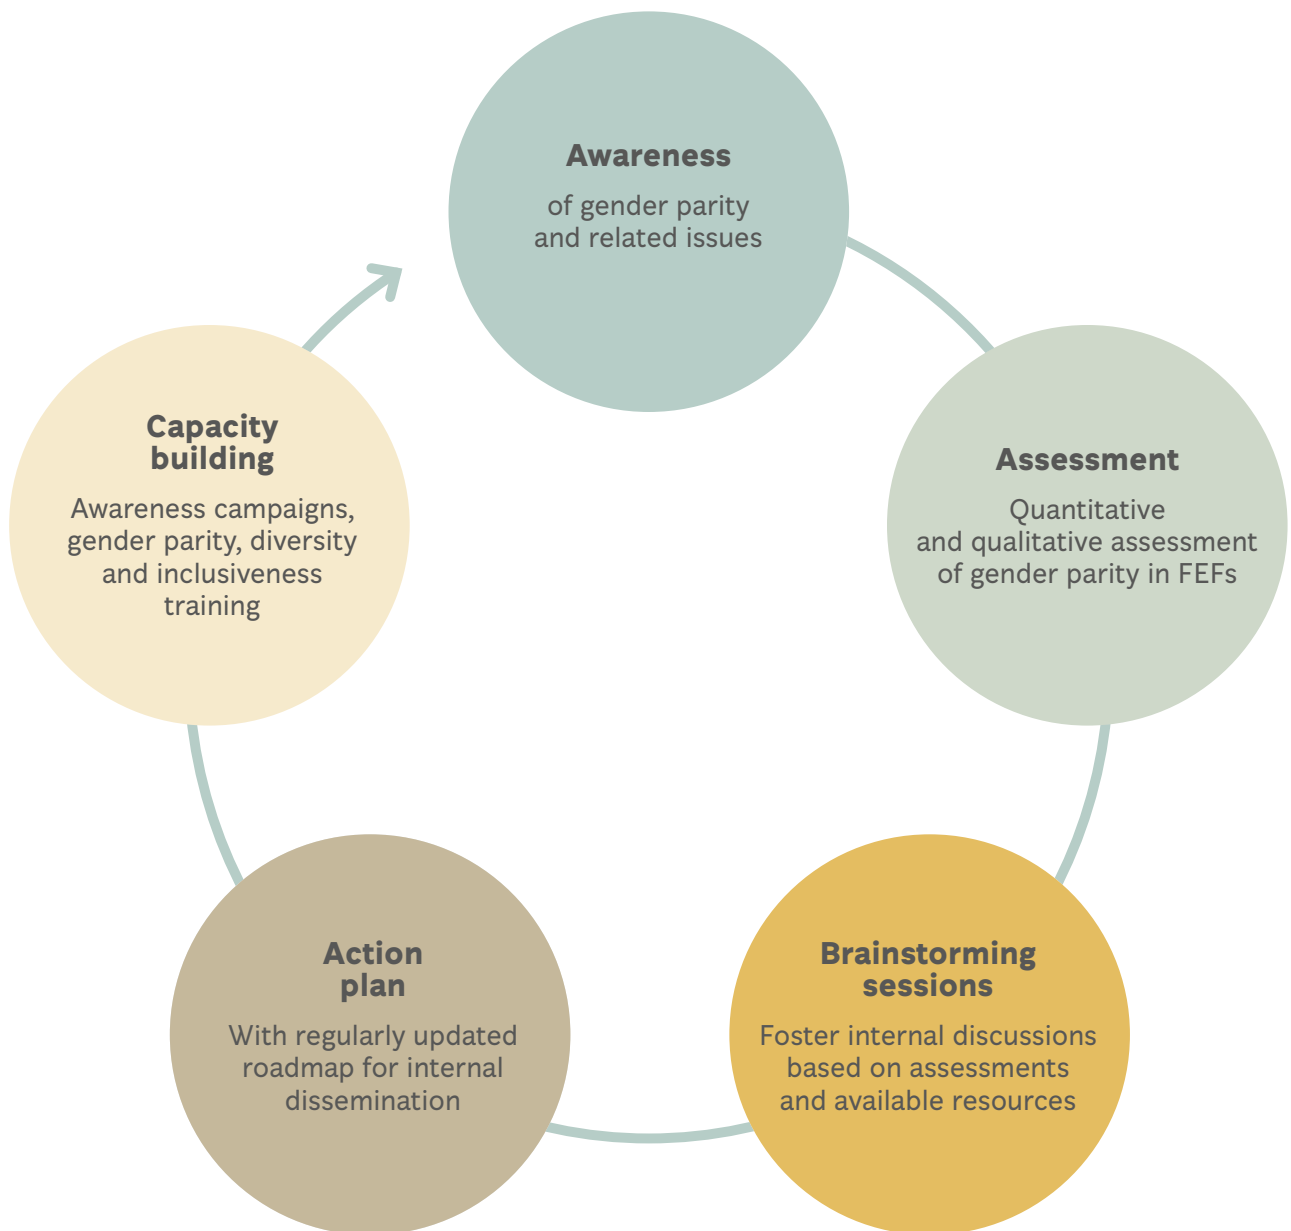 Awareness
of gender parity
and related issues
Assessment
Quantitative
and qualitative assessment
of gender parity in FEFs
Brainstorming
sessions
Foster internal discussions
based on assessments
and available resources
Action
plan
With regularly updated
roadmap for internal
dissemination
Capacity
building
Awareness campaigns,
gender parity, diversity
and inclusiveness
training